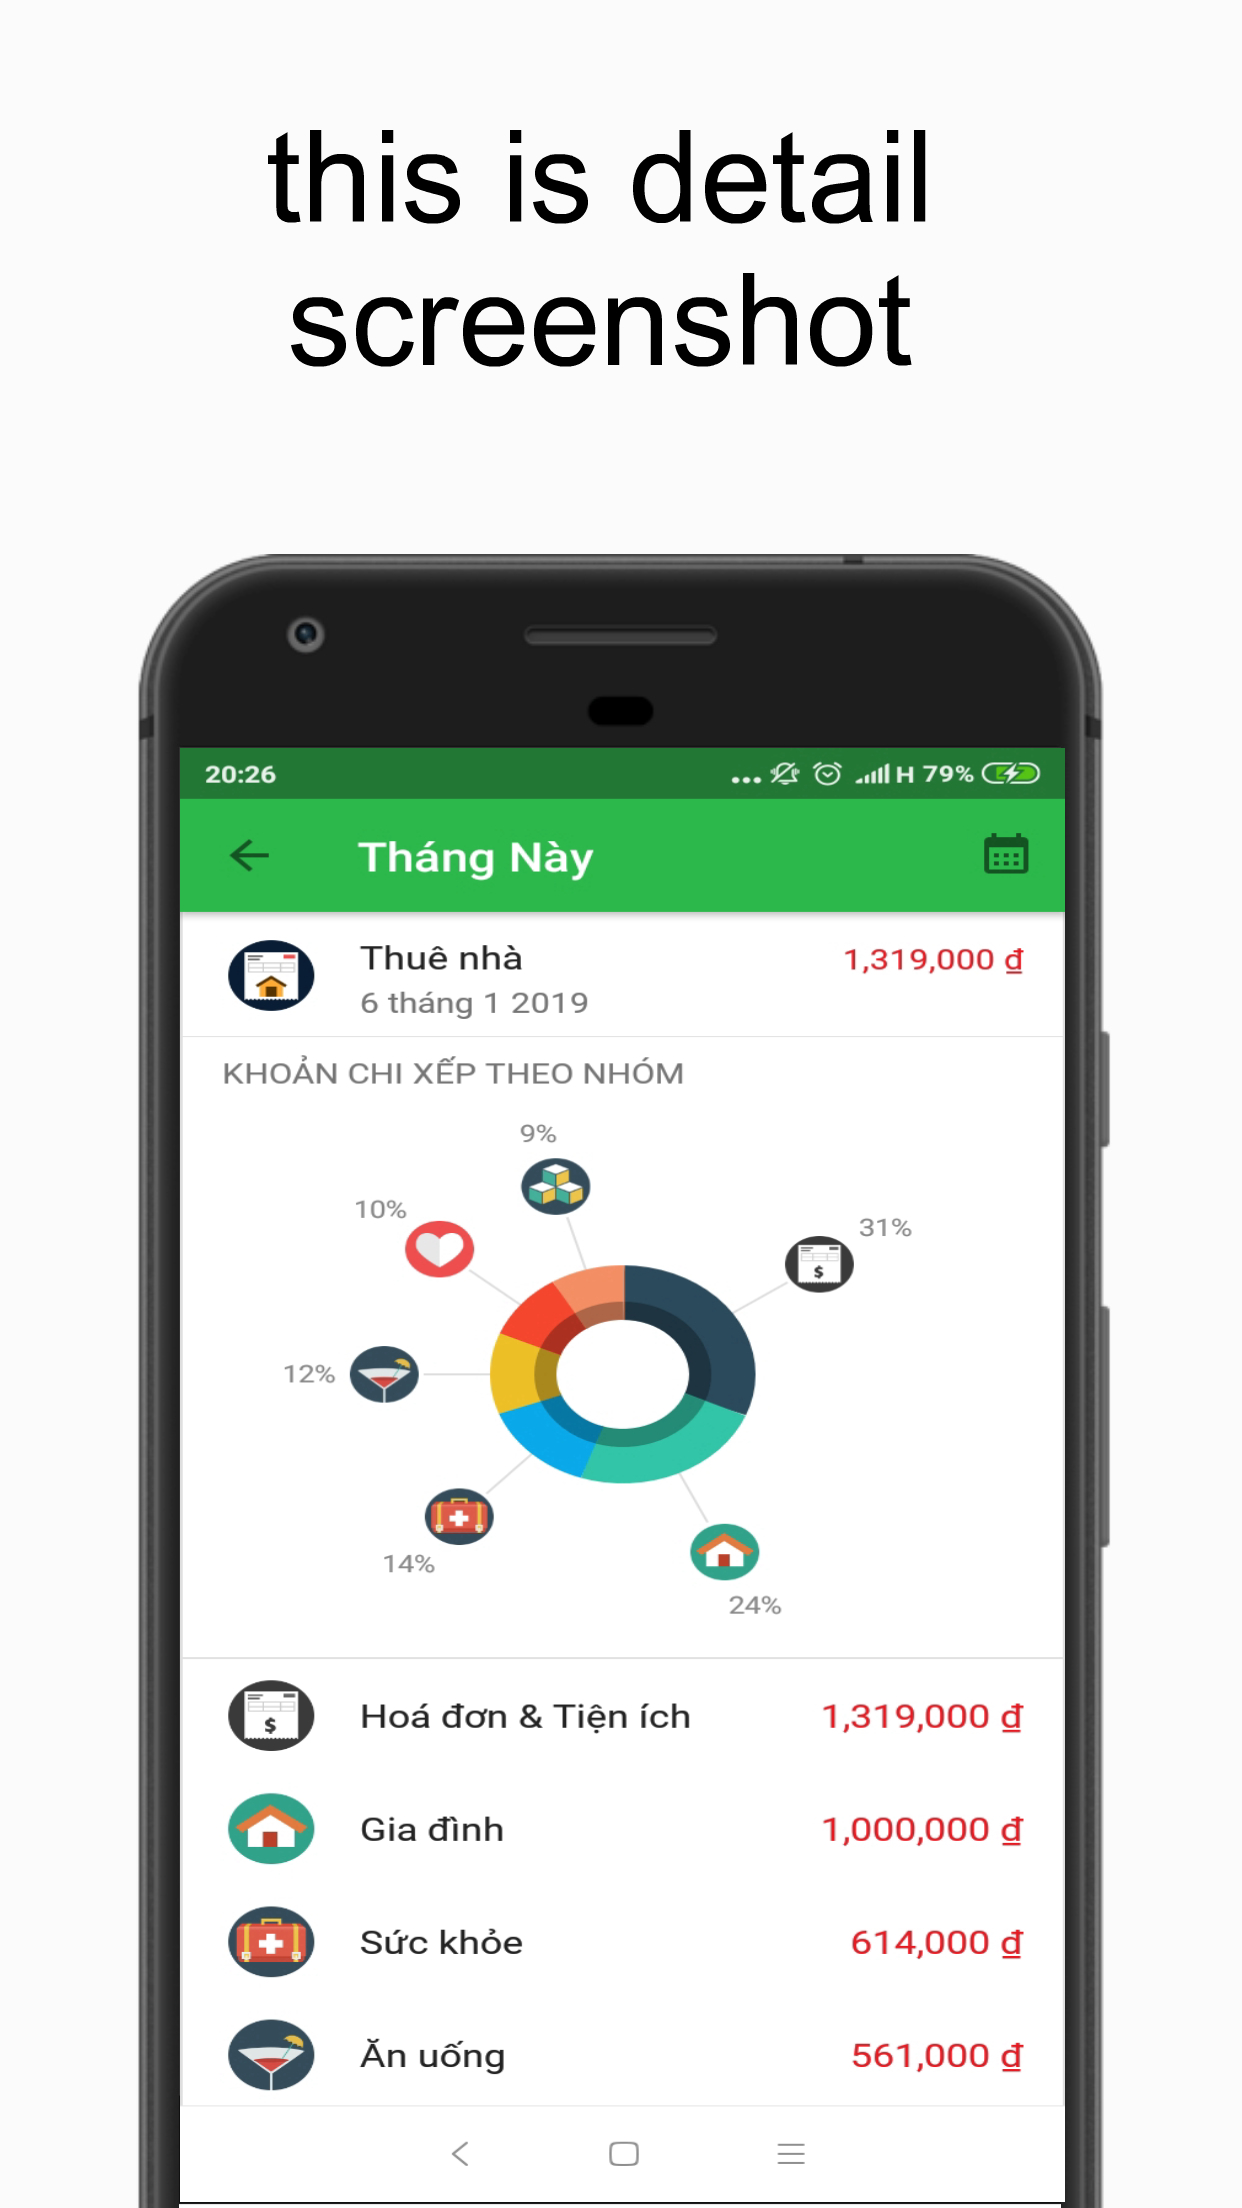 this is detail
screenshot
20:26
... H 79%
Tháng Này
Thuê nhà
1,319,000 ₫
6 tháng 1 2019
KHOẢN CHI XẾP THEO NHÓM
9%
10%
31%
$
12%
14%
24%
$
Hoá đơn & Tiện ích
1,319,000 ₫
Gia đình
1,000,000 ₫
Sức khỏe
614,000 ₫
Ăn uống
561,000 ₫